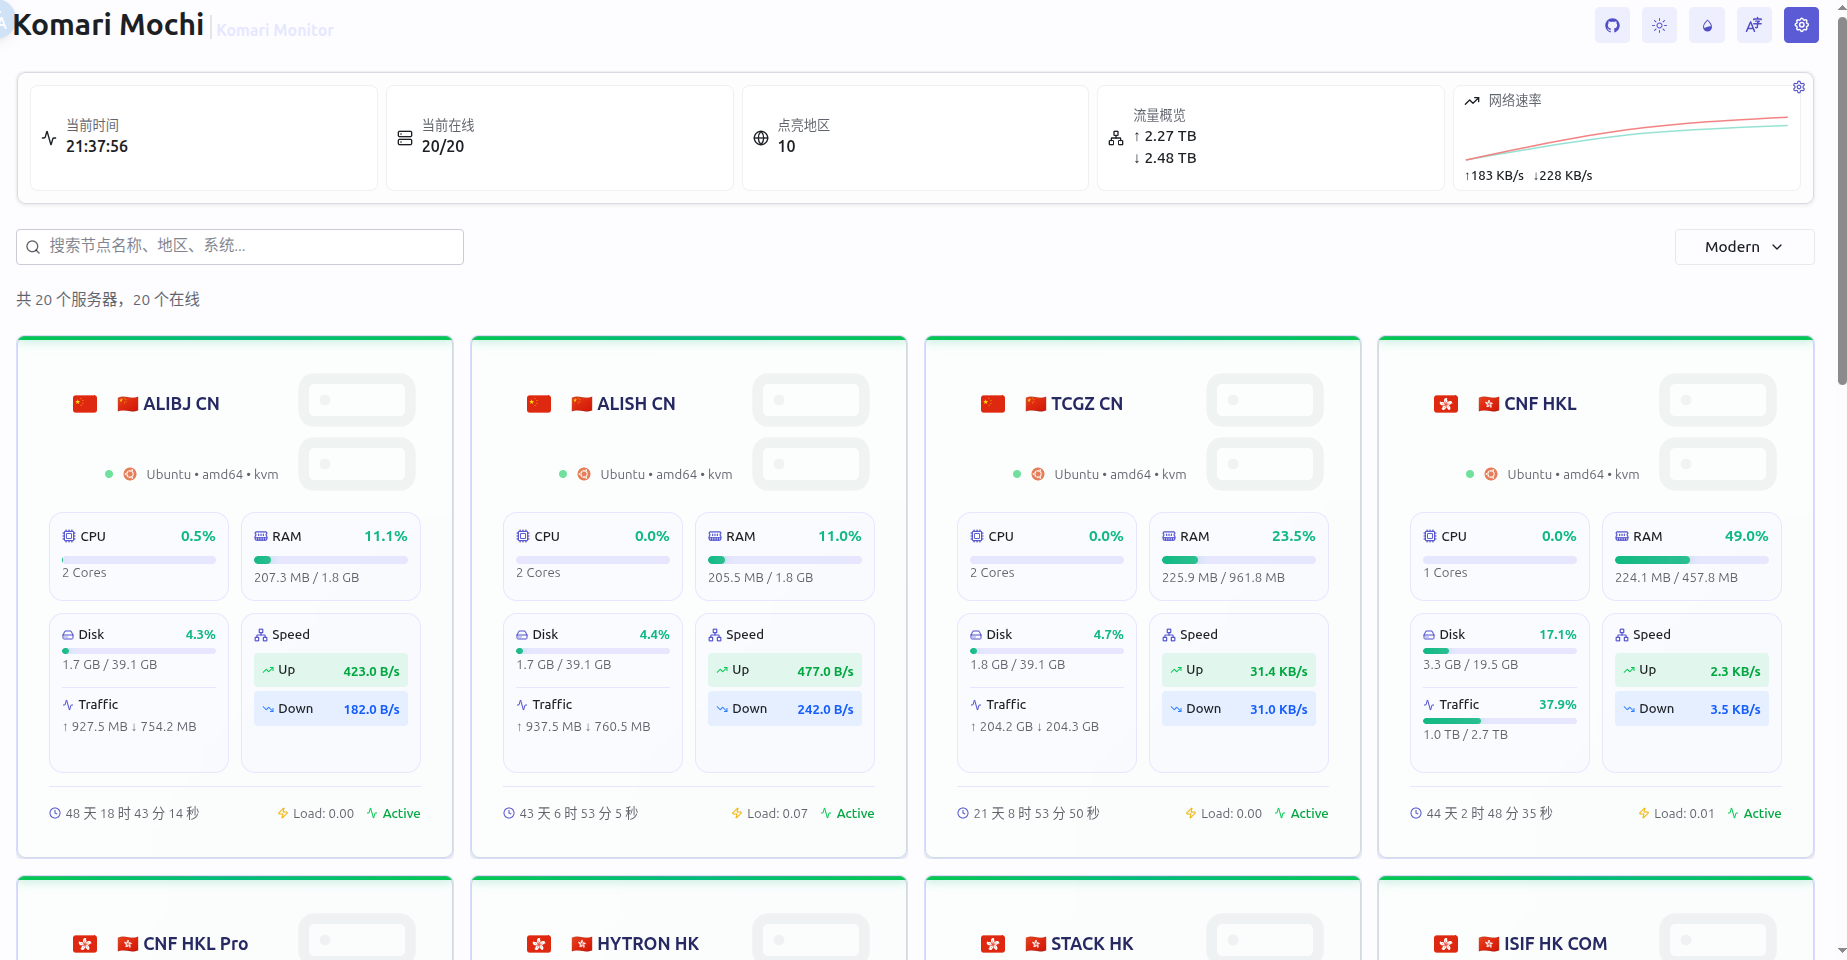 Komari Mochi
Komari Monitor
当前时间
21:37:56
当前在线
20/20
点亮地区
10
流量概览
↑ 2.27 TB
↓ 2.48 TB
网络速率
↑183 KB/s ↓228 KB/s
搜索节点名称、地区、系统...
Modern
共 20 个服务器，20 个在线
ALIBJ CN
Ubuntu • amd64 • kvm
CPU 0.5%
2 Cores
RAM 11.1%
207.3 MB / 1.8 GB
Disk 4.3%
1.7 GB / 39.1 GB
Traffic
↑ 927.5 MB ↓ 754.2 MB
Speed
Up 423.0 B/s
Down 182.0 B/s
48 天 18 时 43 分 14 秒
Load: 0.00
Active
ALISH CN
Ubuntu • amd64 • kvm
CPU 0.0%
2 Cores
RAM 11.0%
205.5 MB / 1.8 GB
Disk 4.4%
1.7 GB / 39.1 GB
Traffic
↑ 937.5 MB ↓ 760.5 MB
Speed
Up 477.0 B/s
Down 242.0 B/s
43 天 6 时 53 分 5 秒
Load: 0.07
Active
TCGZ CN
Ubuntu • amd64 • kvm
CPU 0.0%
2 Cores
RAM 23.5%
225.9 MB / 961.8 MB
Disk 4.7%
1.8 GB / 39.1 GB
Traffic
↑ 204.2 GB ↓ 204.3 GB
Speed
Up 31.4 KB/s
Down 31.0 KB/s
21 天 8 时 53 分 50 秒
Load: 0.00
Active
CNF HKL
Ubuntu • amd64 • kvm
CPU 0.0%
1 Cores
RAM 49.0%
224.1 MB / 457.8 MB
Disk 17.1%
3.3 GB / 19.5 GB
Traffic 37.9%
1.0 TB / 2.7 TB
Speed
Up 2.3 KB/s
Down 3.5 KB/s
44 天 2 时 48 分 35 秒
Load: 0.01
Active
CNF HKL Pro
HYTRON HK
STACK HK
ISIF HK COM